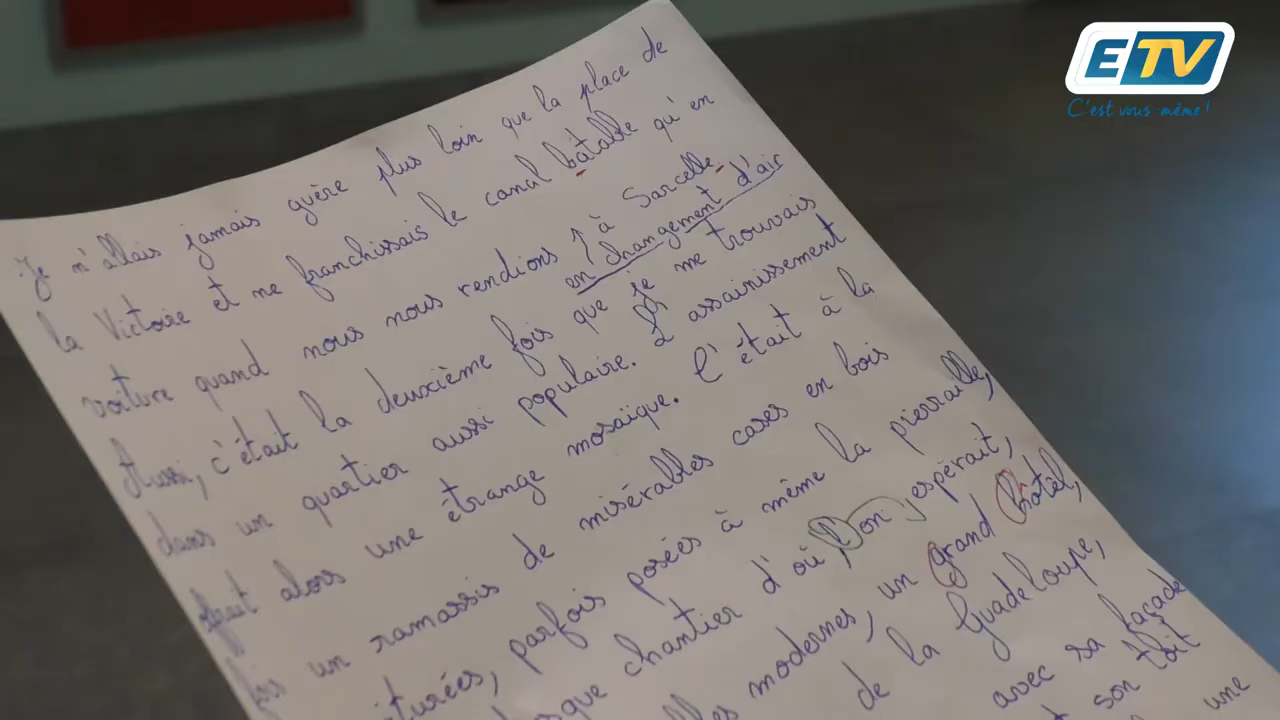 ETV
C'est vous-même!
Je n'allais jamais guère plus loin que la place de
la Victoire et ne franchissais le canal batable qu'en
voiture quand nous nous rendions à Sarcelle
en changement d'air
Aussi, c'était la deuxième fois que je me trouvais
dans un quartier aussi populaire. L'assainissement
était alors une étrange mosaïque. C'était à la
fois un ramassis de misérables cases en bois
parfois posées à même la pierraille,
chantier d'où, l'on espérait,
modernes, un grand hôtel,
de la Guadeloupe,
avec sa façade
son toit
une